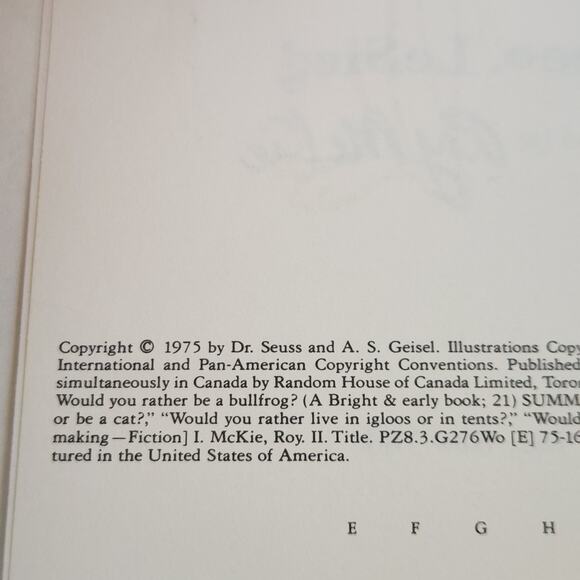 Copyright © 1975 by Dr. Seuss and A. S. Geisel. Illustrations Copy
International and Pan-American Copyright Conventions. Published
simultaneously in Canada by Random House of Canada Limited, Toro
Would you rather be a bullfrog? (A Bright & early book; 21) SUMM
or be a cat?," "Would you rather live in igloos or in tents?," "Would
making—Fiction] I. McKie, Roy. II. Title. PZ8.3.G276Wo [E] 75-16
tured in the United States of America.
E F G H